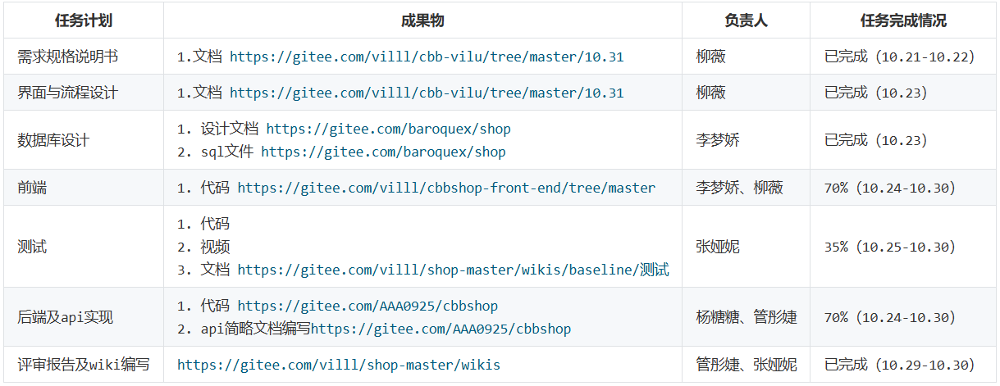 任务计划 成果物 负责人 任务完成情况
需求规格说明书 1.文档 https://gitee.com/villl/cbb-vilu/tree/master/10.31 柳薇 已完成（10.21-10.22）
界面与流程设计 1.文档 https://gitee.com/villl/cbb-vilu/tree/master/10.31 柳薇 已完成（10.23）
数据库设计 1. 设计文档 https://gitee.com/baroquex/shop 李梦娇 已完成（10.23）
2. sql文件 https://gitee.com/baroquex/shop
前端 1. 代码 https://gitee.com/villl/cbbshop-front-end/tree/master 李梦娇、柳薇 70%（10.24-10.30）
1. 代码
测试 2. 视频 张娅妮 35%（10.25-10.30）
3. 文档 https://gitee.com/villl/shop-master/wikis/baseline/测试
后端及api实现 1. 代码 https://gitee.com/AAA0925/cbbshop 杨糖糖、管彤婕 70%（10.24-10.30）
2. api简略文档编写https://gitee.com/AAA0925/cbbshop
评审报告及wiki编写 https://gitee.com/villl/shop-master/wikis 管彤婕、张娅妮 已完成（10.29-10.30）